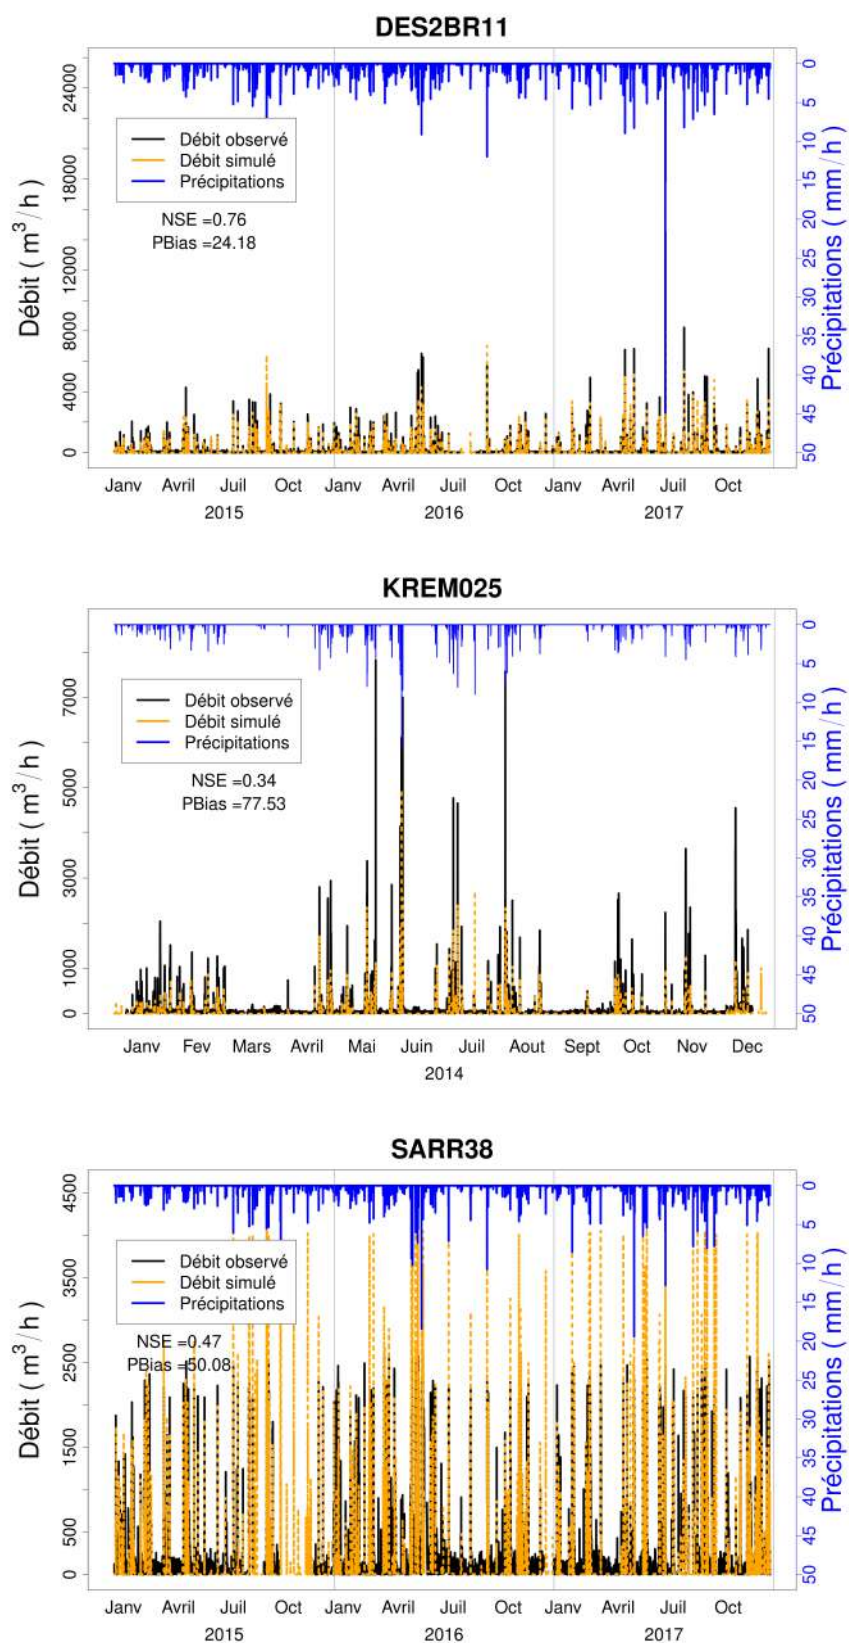 DES2BR11
0 4000 8000 12000 18000 24000
Débit ( m³/h )
Débit observé
Débit simulé
Précipitations
NSE =0.76
PBias =24.18
0 5 10 15 20 25 30 35 40 45 50
Précipitations ( mm/h )
Janv Avril Juil Oct Janv Avril Juil Oct Janv Avril Juil Oct
2015 2016 2017
KREM025
0 1000 3000 5000 7000
Débit ( m³/h )
Débit observé
Débit simulé
Précipitations
NSE =0.34
PBias =77.53
0 5 10 15 20 25 30 35 40 45 50
Précipitations ( mm/h )
Janv Fev Mars Avril Mai Juin Juil Aout Sept Oct Nov Dec
2014
SARR38
0 500 1500 2500 3500 4500
Débit ( m³/h )
Débit observé
Débit simulé
Précipitations
NSE =0.47
PBias =50.08
0 5 10 15 20 25 30 35 40 45 50
Précipitations ( mm/h )
Janv Avril Juil Oct Janv Avril Juil Oct Janv Avril Juil Oct
2015 2016 2017